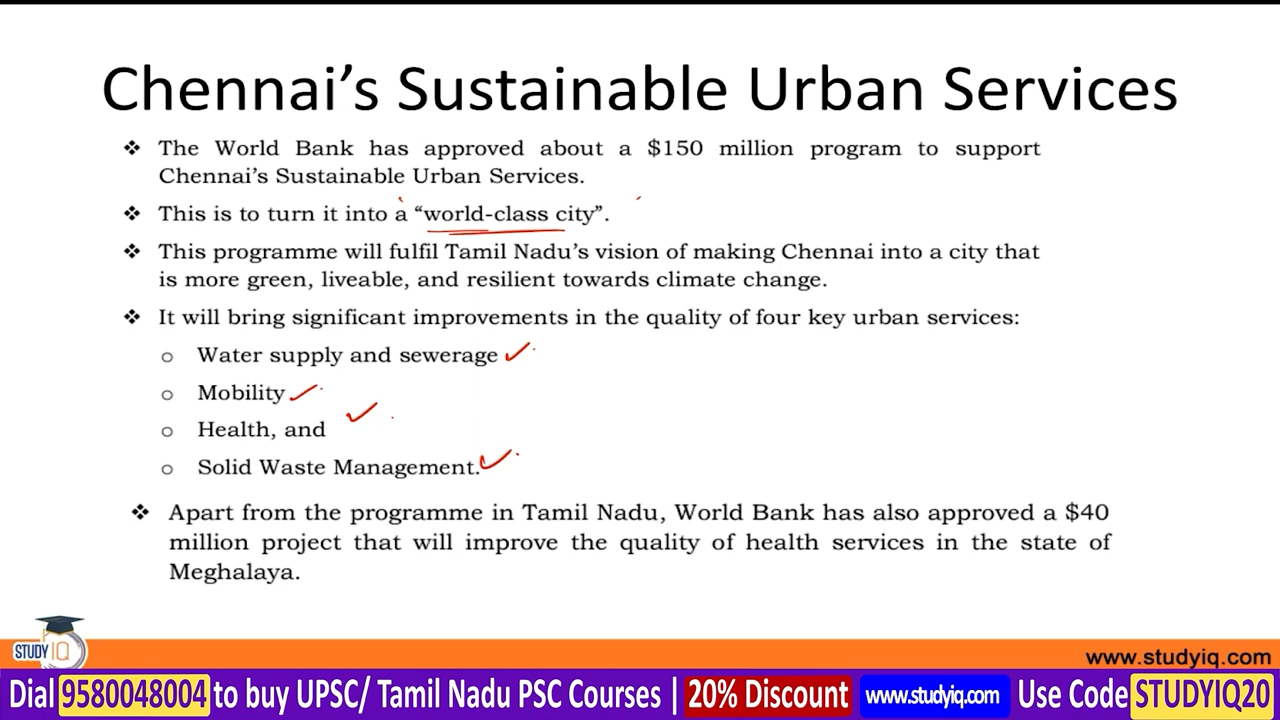 Chennai’s Sustainable Urban Services
❖ The World Bank has approved about a $150 million program to support
Chennai’s Sustainable Urban Services.
❖ This is to turn it into a “world-class city”.
❖ This programme will fulfil Tamil Nadu’s vision of making Chennai into a city that
is more green, liveable, and resilient towards climate change.
❖ It will bring significant improvements in the quality of four key urban services:
o Water supply and sewerage
o Mobility
o Health, and
o Solid Waste Management.
❖ Apart from the programme in Tamil Nadu, World Bank has also approved a $40
million project that will improve the quality of health services in the state of
Meghalaya.
STUDY IQ
www.studyiq.com
Dial 9580048004 to buy UPSC/ Tamil Nadu PSC Courses | 20% Discount www.studyiq.com Use Code STUDYIQ20